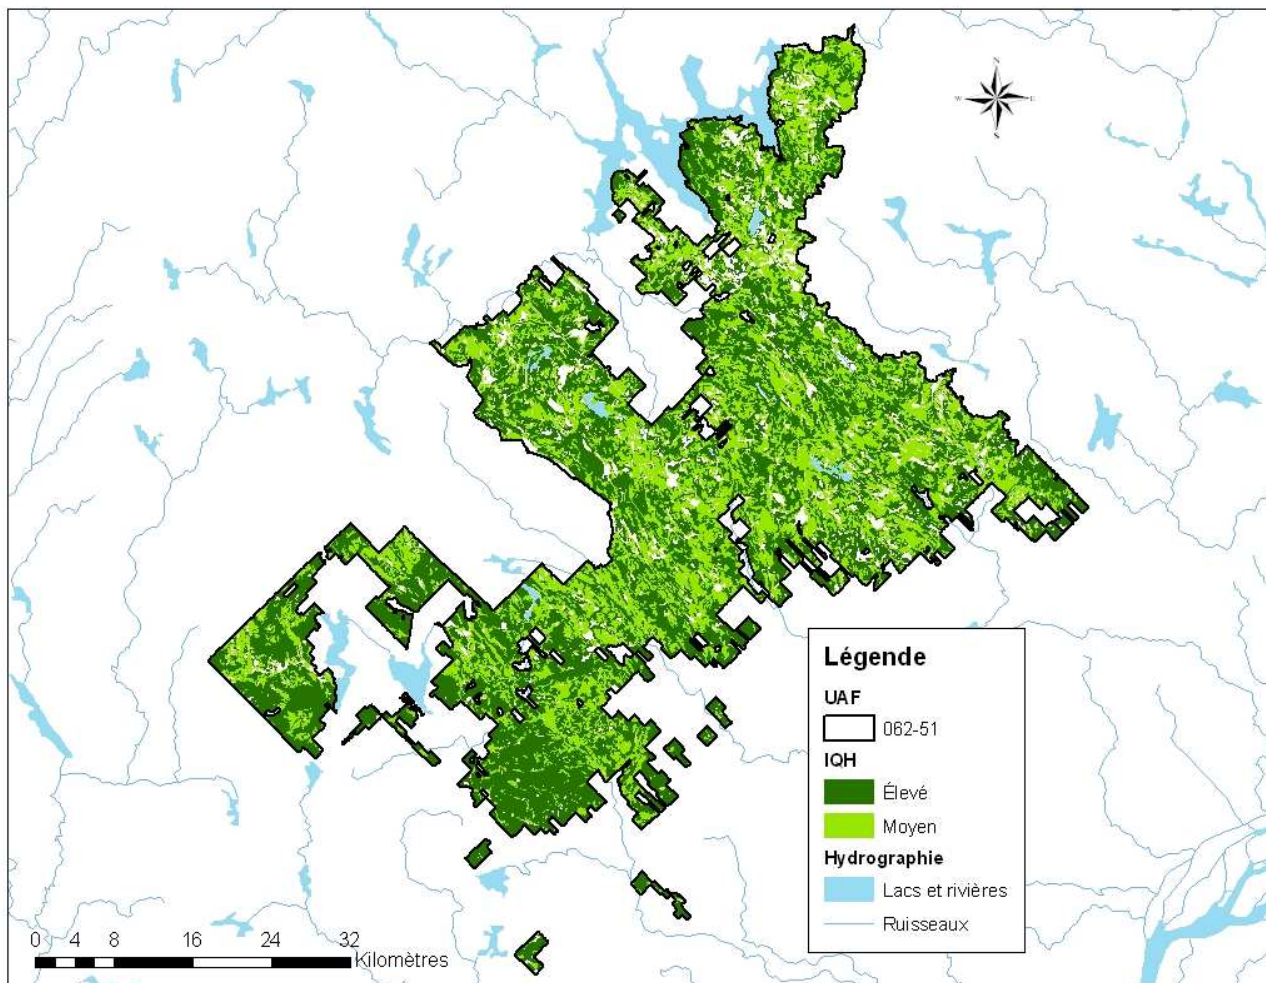 N
W E
S
Légende
UAF
062-51
IQH
Élevé
Moyen
Hydrographie
Lacs et rivières
Ruisseaux
0 4 8 16 24 32
Kilomètres